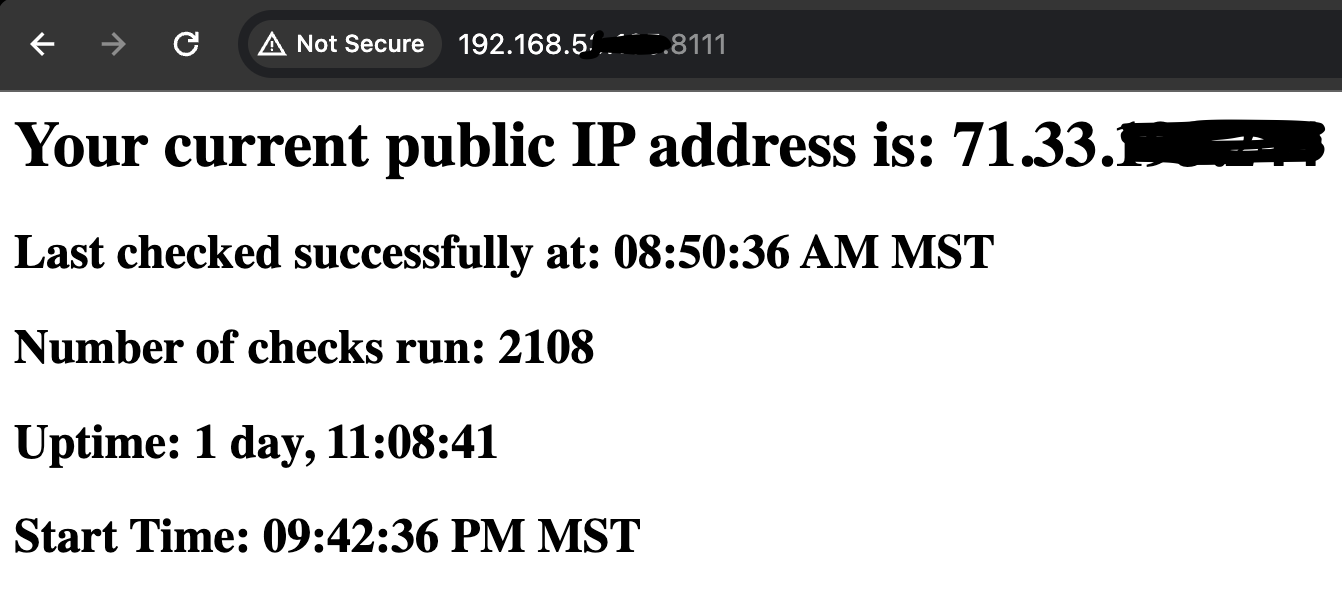 Not Secure 192.168.5 .8111
Your current public IP address is: 71.33.
Last checked successfully at: 08:50:36 AM MST
Number of checks run: 2108
Uptime: 1 day, 11:08:41
Start Time: 09:42:36 PM MST